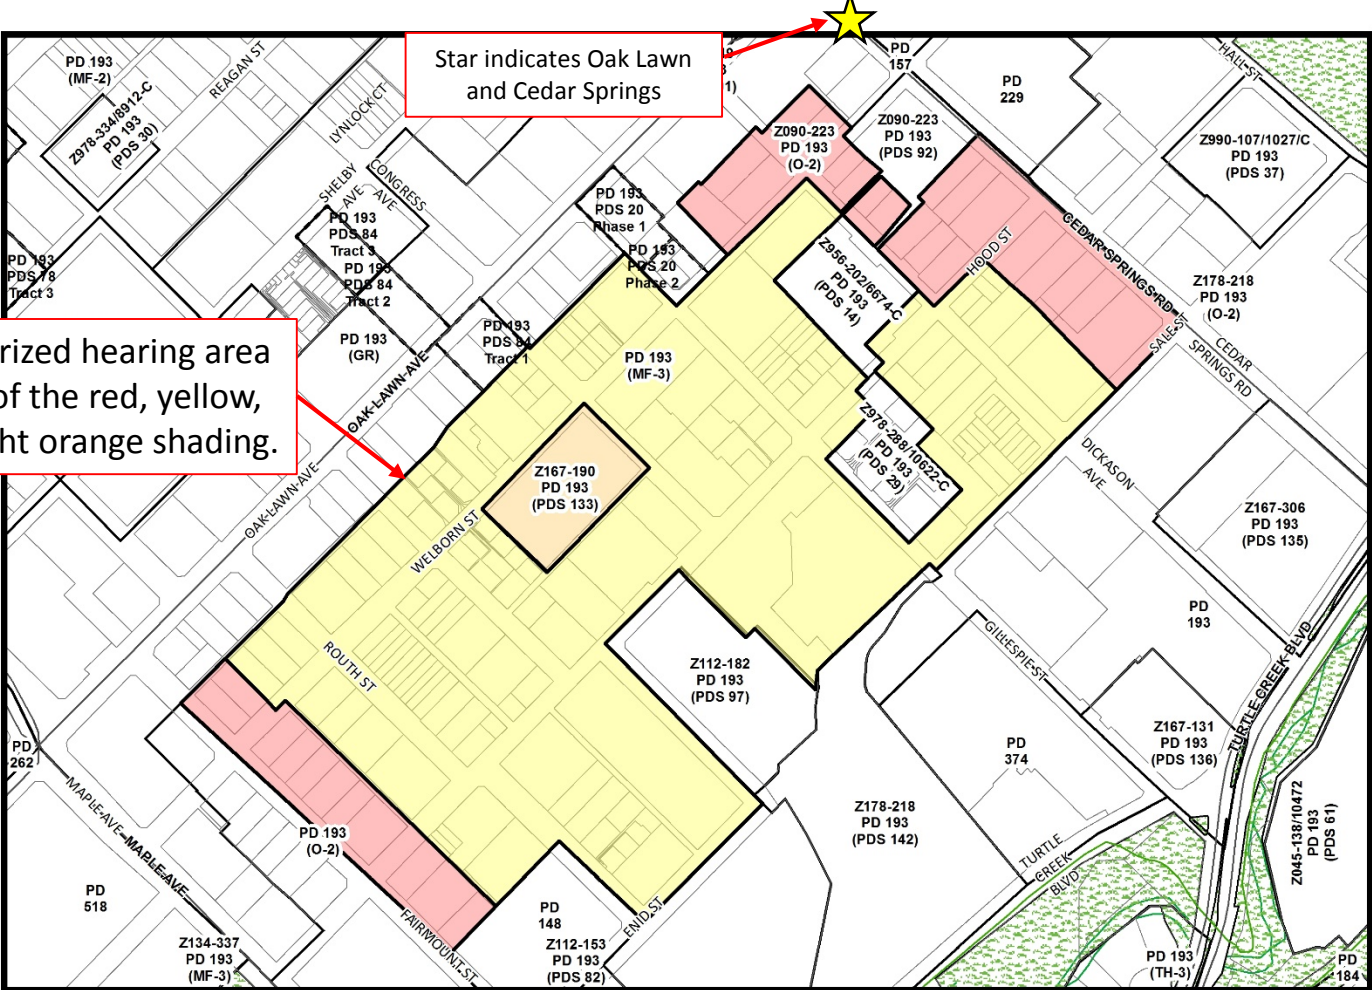 Star indicates Oak Lawn
and Cedar Springs
PD 193
(MF-2)
REAGAN ST
Z978-334/8912-C
PD 193
(PDS 30)
LYNLOCK CT
PD
157
PD
229
HALL ST
Z990-107/1027/C
PD 193
(PDS 37)
Z090-223
PD 193
(O-2)
Z090-223
PD 193
(PDS 92)
SHELBY
AVE
CONGRESS
AVE
PD 193
PDS 20
Phase 1
PD 193
PDS 20
Phase 2
PD 193
PDS 84
Tract 3
PD 193
PDS 84
Tract 2
PD 193
PDS 78
Tract 3
PD 193
(GR)
PD 193
PDS 84
Tract 1
Z956-202/6674-C
PD 193
(PDS 14)
HOOD ST
CEDAR SPRINGS RD
Z178-218
PD 193
(O-2)
SALE ST
CEDAR
SPRINGS RD
rized hearing area
of the red, yellow,
ht orange shading.
OAK LAWN AVE
PD 193
(MF-3)
OAK LAWN AVE
Z978-288/10622-C
PD 193
(PDS 29)
DICKASON
AVE
Z167-190
PD 193
(PDS 133)
WELBORN ST
Z167-306
PD 193
(PDS 135)
PD
193
ROUTH ST
Z112-182
PD 193
(PDS 97)
GILLESPIE ST
TURTLE CREEK BLVD
Z167-131
PD 193
(PDS 136)
PD
262
PD
374
MAPLE AVE
MAPLE AVE
PD 193
(O-2)
Z178-218
PD 193
(PDS 142)
TURTLE
CREEK
BLVD
Z045-138/10472
PD 193
(PDS 61)
PD
518
FAIRMOUNT ST
PD
148
ENID ST
Z134-337
PD 193
(MF-3)
Z112-153
PD 193
(PDS 82)
PD 193
(TH-3)
PD
184